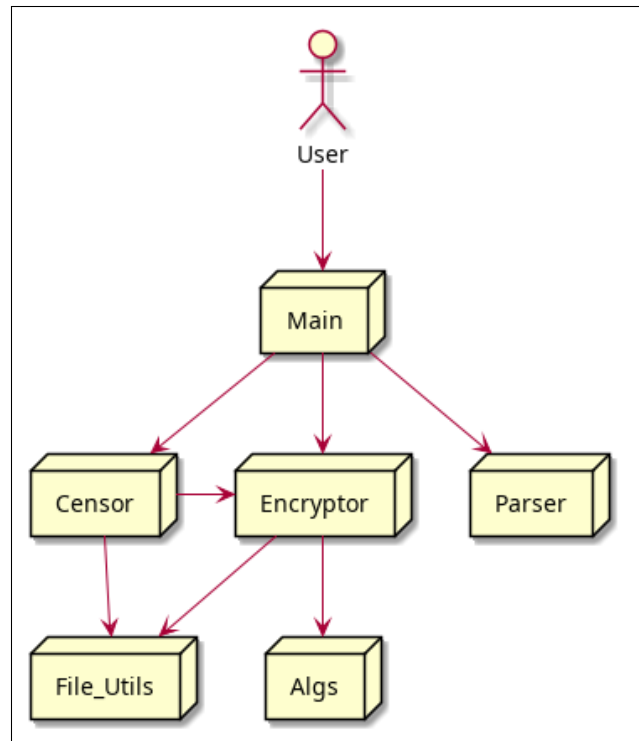 User
Main
Censor
Encryptor
Parser
File_Utils
Algs